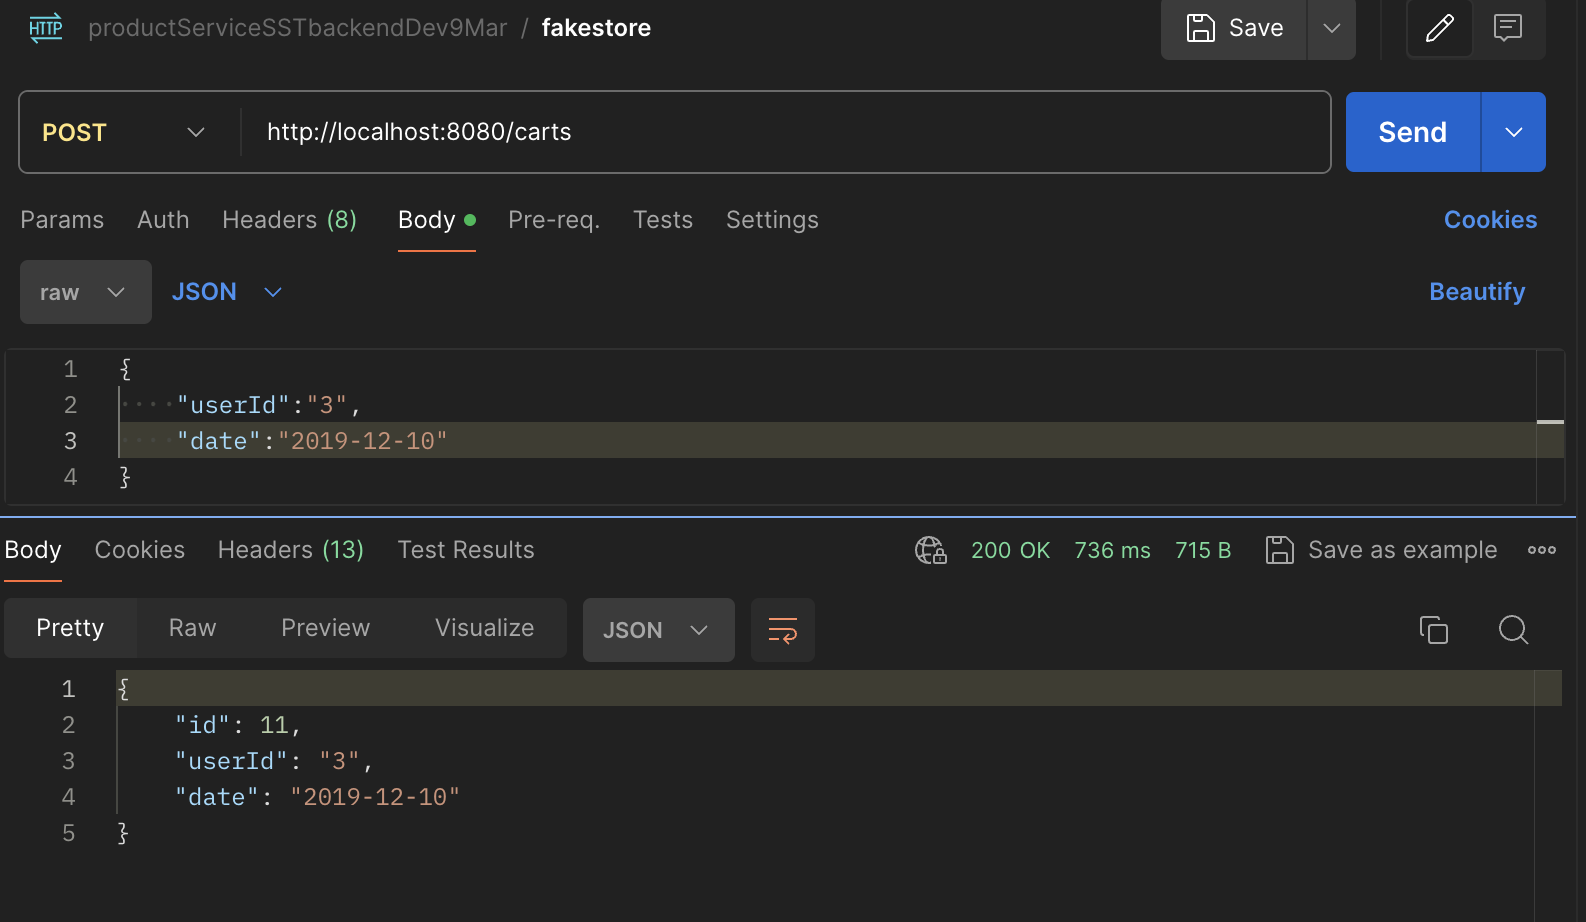 HTTP productServiceSSTbackendDev9Mar / fakestore Save
POST http://localhost:8080/carts Send
Params Auth Headers (8) Body Pre-req. Tests Settings Cookies
raw JSON Beautify
1 {
2 "userId":"3",
3 "date":"2019-12-10"
4 }
Body Cookies Headers (13) Test Results 200 OK 736 ms 715 B Save as example
Pretty Raw Preview Visualize JSON
1 {
2 "id": 11,
3 "userId": "3",
4 "date": "2019-12-10"
5 }